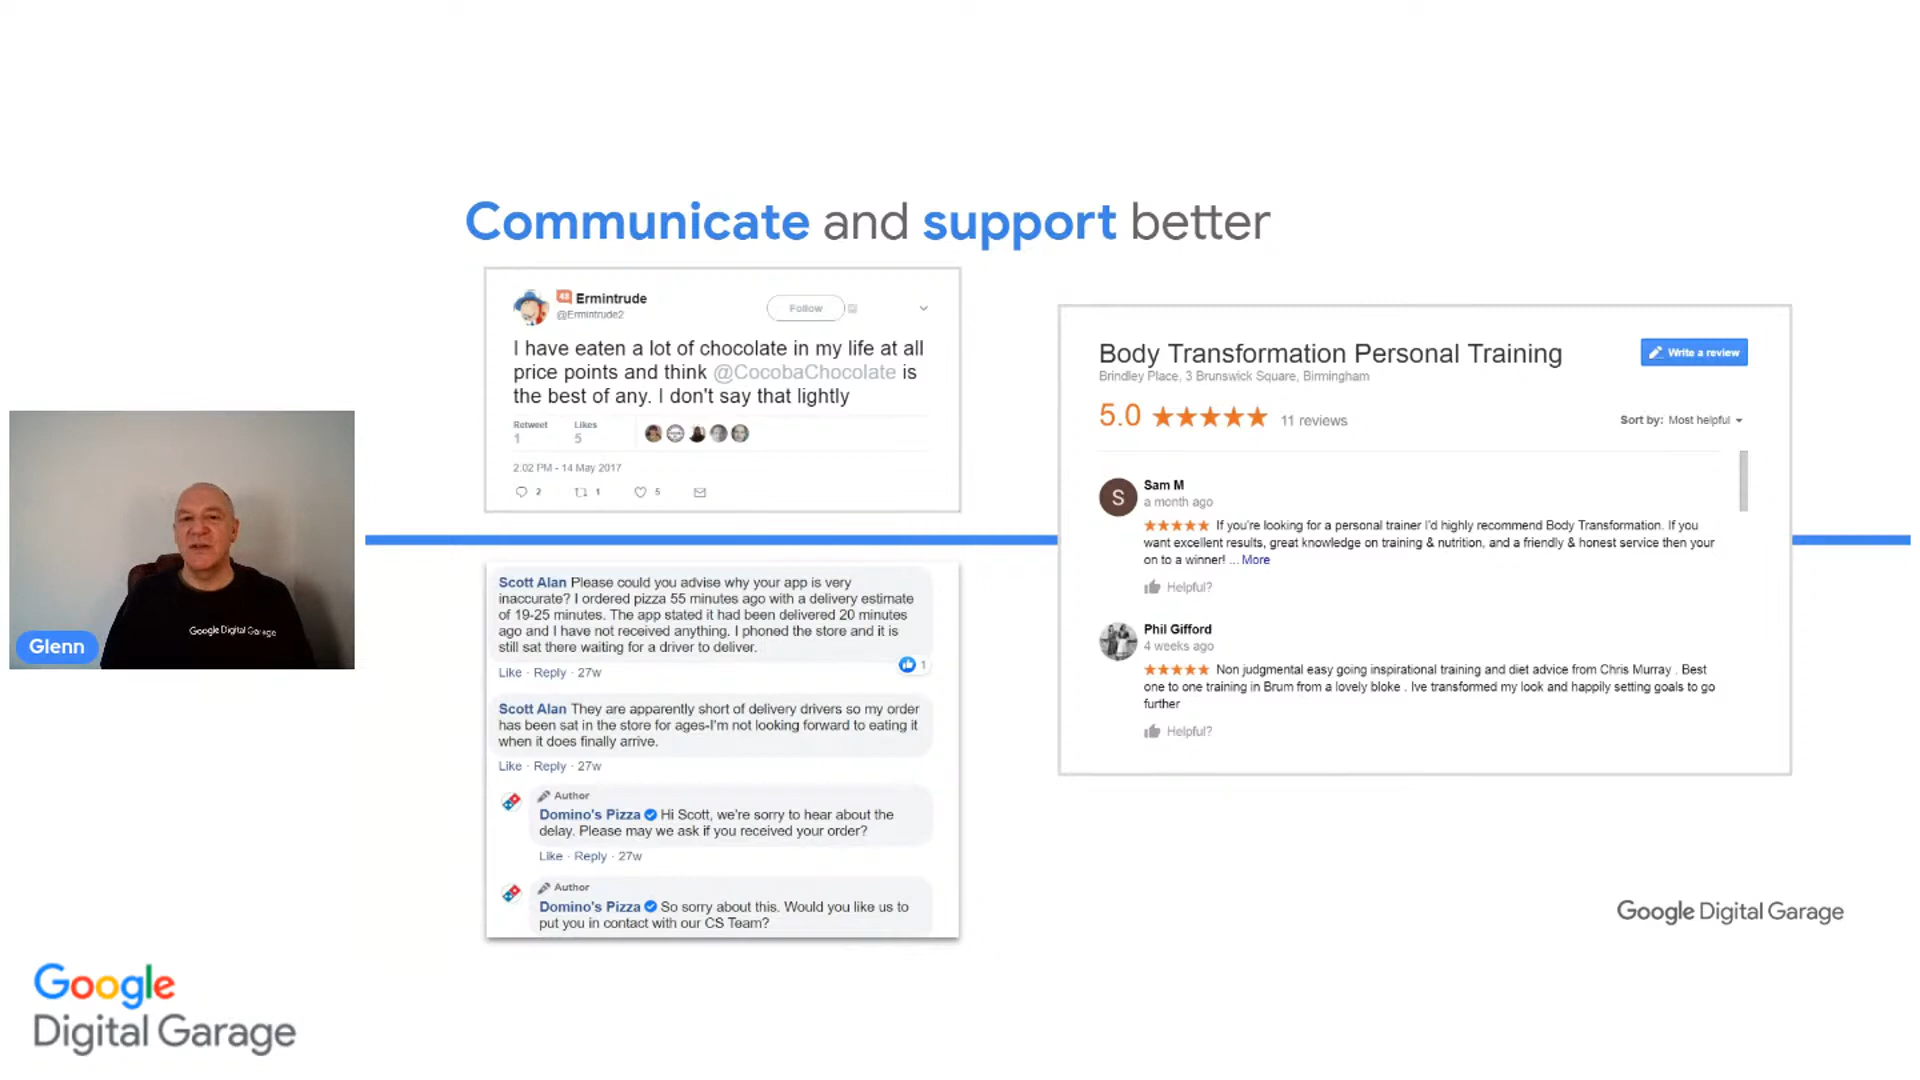 Communicate and support better
Ermintrude
@Ermintrude2
Follow
I have eaten a lot of chocolate in my life at all
price points and think @CocobaChocolate is
the best of any. I don't say that lightly
Retweet Likes
1 5
2:02 PM - 14 May 2017
2 1 5
Scott Alan Please could you advise why your app is very
inaccurate? I ordered pizza 55 minutes ago with a delivery estimate
of 19-25 minutes. The app stated it had been delivered 20 minutes
ago and I have not received anything. I phoned the store and it is
still sat there waiting for a driver to deliver.
1
Like · Reply · 27w
Scott Alan They are apparently short of delivery drivers so my order
has been sat in the store for ages-I'm not looking forward to eating it
when it does finally arrive.
Like · Reply · 27w
Author
Domino's Pizza Hi Scott, we're sorry to hear about the
delay. Please may we ask if you received your order?
Like · Reply · 27w
Author
Domino's Pizza So sorry about this. Would you like us to
put you in contact with our CS Team?
Body Transformation Personal Training
Write a review
Brindley Place, 3 Brunswick Square, Birmingham
5.0 11 reviews
Sort by: Most helpful
S
Sam M
a month ago
If you're looking for a personal trainer I'd highly recommend Body Transformation. If you
want excellent results, great knowledge on training & nutrition, and a friendly & honest service then your
on to a winner! ... More
Helpful?
Phil Gifford
4 weeks ago
Non judgmental easy going inspirational training and diet advice from Chris Murray . Best
one to one training in Brum from a lovely bloke . Ive transformed my look and happily setting goals to go
further
Helpful?
Google Digital Garage
Glenn
Google Digital Garage
Google
Digital Garage